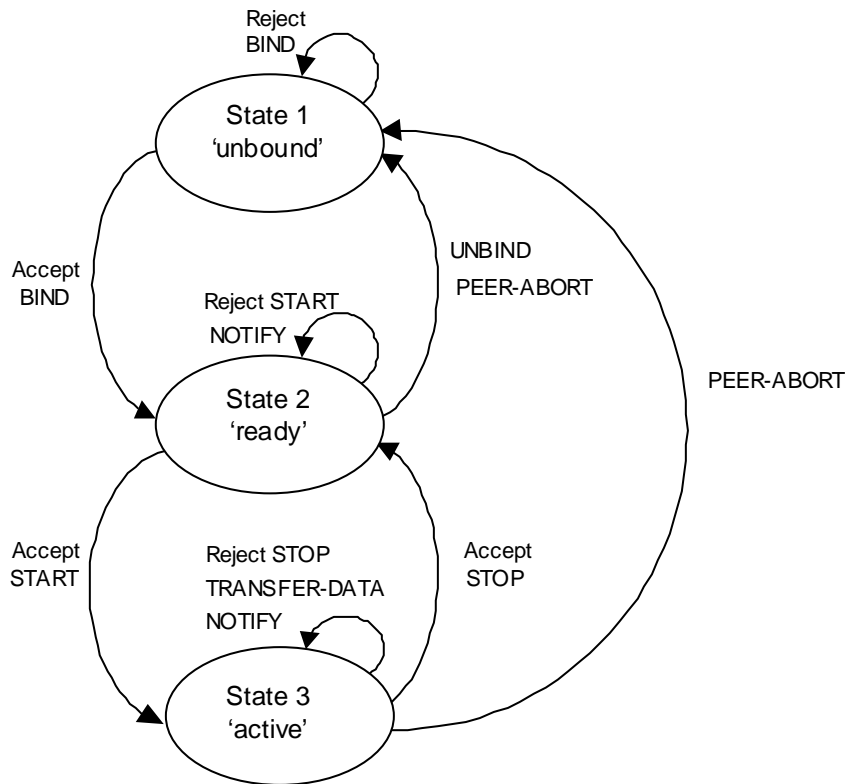 Reject
BIND
State 1
‘unbound’
UNBIND
PEER-ABORT
Accept
BIND
Reject START
NOTIFY
PEER-ABORT
State 2
‘ready’
Accept
START
Reject STOP
TRANSFER-DATA
NOTIFY
Accept
STOP
State 3
‘active’